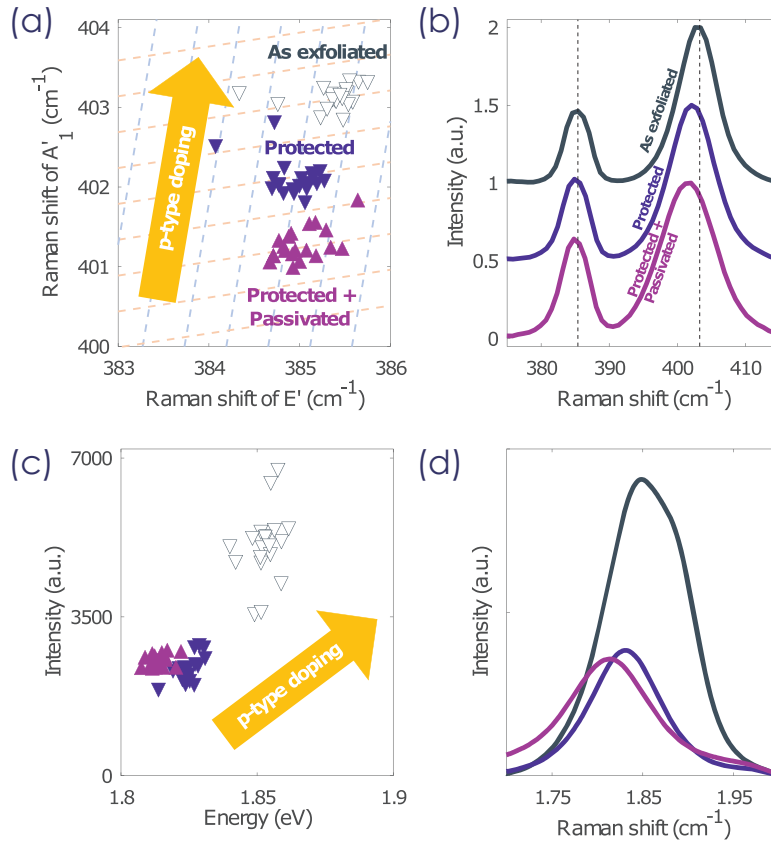 (a)
404
403
402
401
400
383
384
385
386
Raman shift of A'1 (cm⁻¹)
Raman shift of E' (cm⁻¹)
As exfoliated
Protected
Protected +
Passivated
p-type doping
(b)
2
1.5
1
0.5
0
380
390
400
410
Intensity (a.u.)
Raman shift (cm⁻¹)
As exfoliated
Protected
Protected +
Passivated
(c)
7000
3500
0
1.8
1.85
1.9
Intensity (a.u.)
Energy (eV)
p-type doping
(d)
1.75
1.85
1.95
Intensity (a.u.)
Raman shift (cm⁻¹)